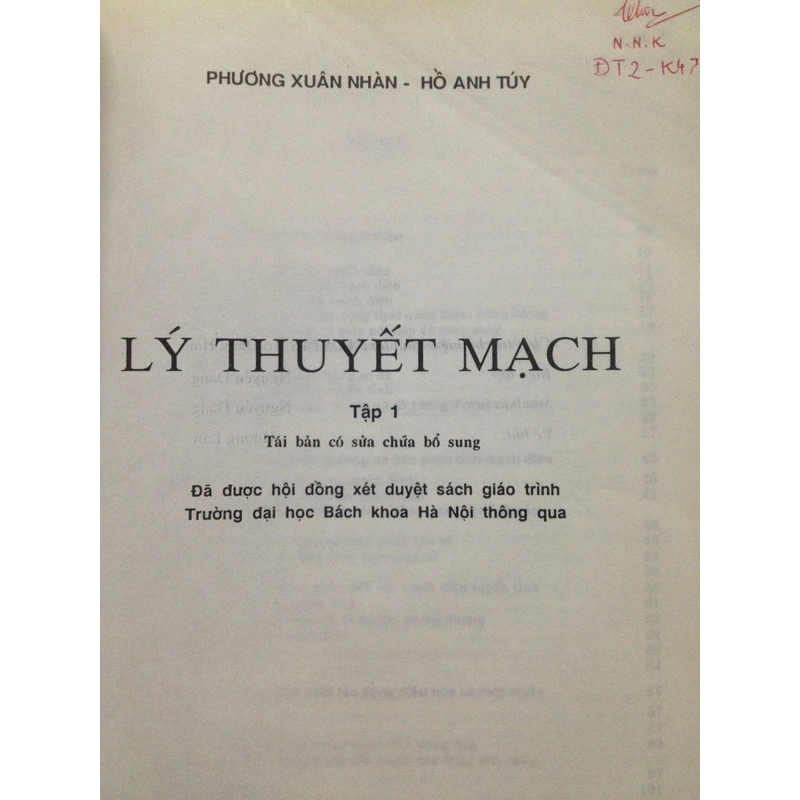 N.N.K
ĐT2-K47
PHƯƠNG XUÂN NHÀN - HỒ ANH TÚY
LÝ THUYẾT MẠCH
Tập 1
Tái bản có sửa chữa bổ sung
Đã được hội đồng xét duyệt sách giáo trình
Trường đại học Bách khoa Hà Nội thông qua